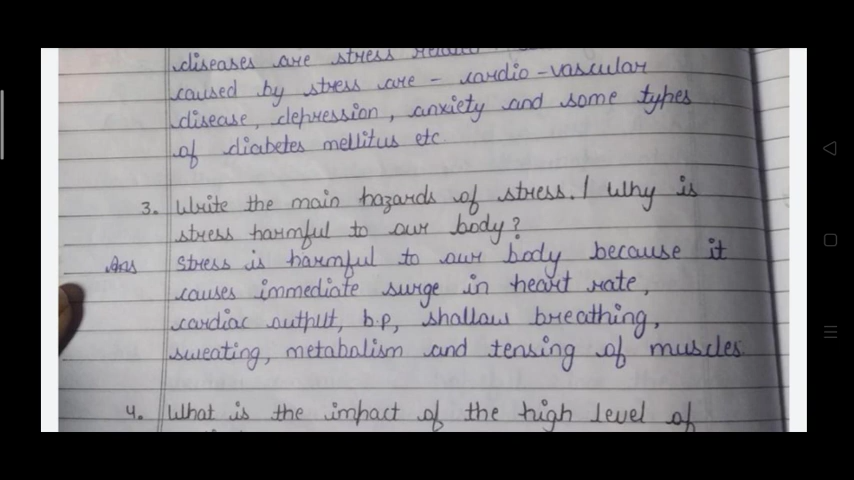 diseases are stress
caused by stress are - cardio-vascular
disease, depression, anxiety and some types
of diabetes mellitus etc
3. Write the main hazards of stress. / Why is
stress harmful to our body?
Ans Stress is harmful to our body because it
causes immediate surge in heart rate,
cardiac output, b.p, shallow breathing,
sweating, metabolism and tensing of muscles.
4. What is the impact of the high level of